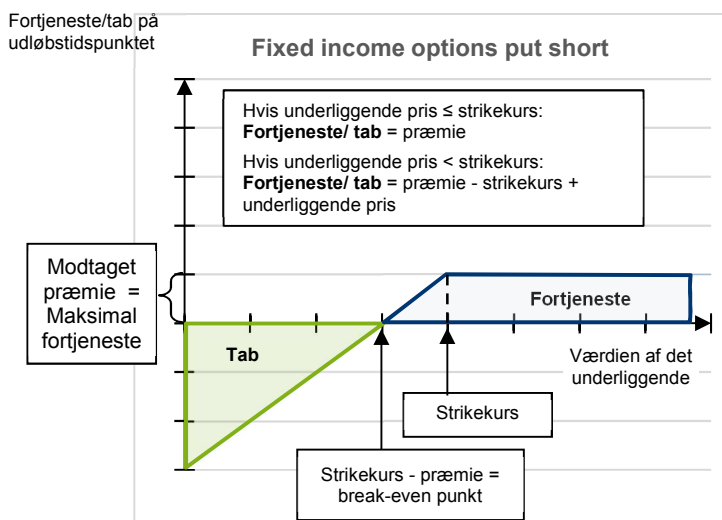 Fortjeneste/tab på
udløbstidspunktet
Fixed income options put short
Hvis underliggende pris ≤ strikekurs:
Fortjeneste/ tab = præmie
Hvis underliggende pris < strikekurs:
Fortjeneste/ tab = præmie - strikekurs +
underliggende pris
Modtaget
præmie =
Maksimal
fortjeneste
Fortjeneste
Tab
Værdien af det
underliggende
Strikekurs
Strikekurs - præmie =
break-even punkt